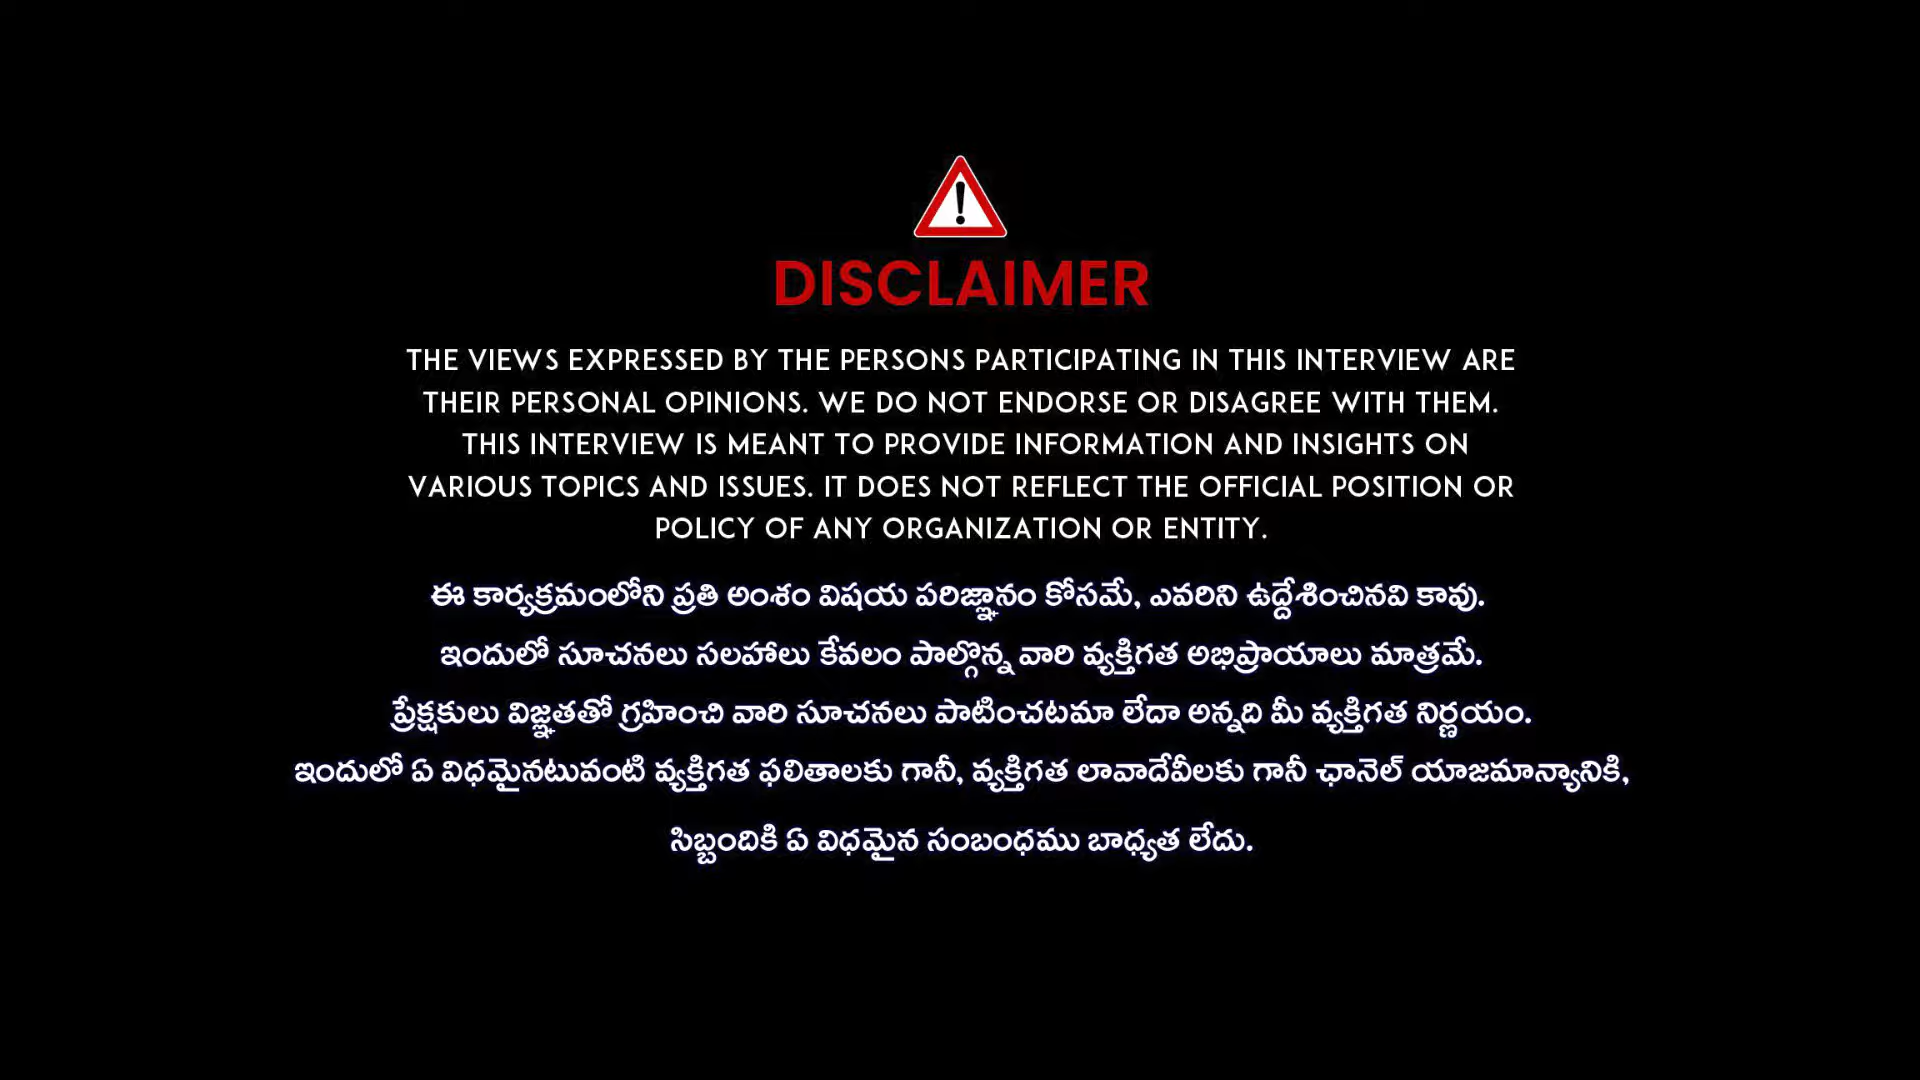 DISCLAIMER
THE VIEWS EXPRESSED BY THE PERSONS PARTICIPATING IN THIS INTERVIEW ARE
THEIR PERSONAL OPINIONS. WE DO NOT ENDORSE OR DISAGREE WITH THEM.
THIS INTERVIEW IS MEANT TO PROVIDE INFORMATION AND INSIGHTS ON
VARIOUS TOPICS AND ISSUES. IT DOES NOT REFLECT THE OFFICIAL POSITION OR
POLICY OF ANY ORGANIZATION OR ENTITY.
ఈ కార్యక్రమంలోని ప్రతి అంశం విషయ పరిజ్ఞానం కోసమే, ఎవరిని ఉద్దేశించినవి కావు.
ఇందులో సూచనలు సలహాలు కేవలం పాల్గొన్న వారి వ్యక్తిగత అభిప్రాయాలు మాత్రమే.
ప్రేక్షకులు విజ్ఞతతో గ్రహించి వారి సూచనలు పాటించటమా లేదా అన్నది మీ వ్యక్తిగత నిర్ణయం.
ఇందులో ఏ విధమైనటువంటి వ్యక్తిగత ఫలితాలకు గానీ, వ్యక్తిగత లావాదేవీలకు గానీ ఛానెల్ యాజమాన్యానికి,
సిబ్బందికి ఏ విధమైన సంబంధము బాధ్యత లేదు.